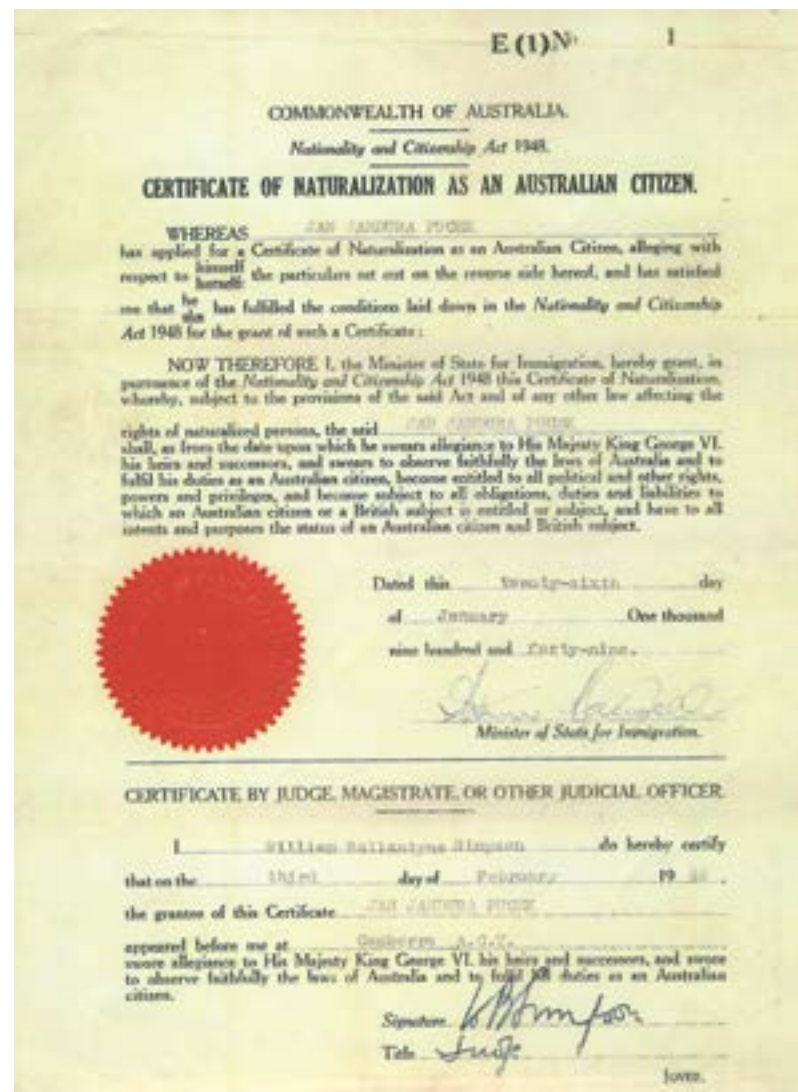 E (1) No. 1
COMMONWEALTH OF AUSTRALIA.
Nationality and Citizenship Act 1948.
CERTIFICATE OF NATURALIZATION AS AN AUSTRALIAN CITIZEN.
WHEREAS JAN JANDURA PUCEK
has applied for a Certificate of Naturalization as an Australian Citizen, alleging with
respect to himself herself the particulars set out on the reverse side hereof, and has satisfied
me that he she has fulfilled the conditions laid down in the Nationality and Citizenship
Act 1948 for the grant of such a Certificate :
NOW THEREFORE I, the Minister of State for Immigration, hereby grant, in
pursuance of the Nationality and Citizenship Act 1948 this Certificate of Naturalization,
whereby, subject to the provisions of the said Act and of any other law affecting the
rights of naturalized persons, the said JAN JANDURA PUCEK
shall, as from the date upon which he swears allegiance to His Majesty King George VI.
his heirs and successors, and swears to observe faithfully the laws of Australia and to
fulfil his duties as an Australian citizen, become entitled to all political and other rights,
powers and privileges, and become subject to all obligations, duties and liabilities to
which an Australian citizen or a British subject is entitled or subject, and have to all
intents and purposes the status of an Australian citizen and British subject.
Dated this twenty-sixth day
of January One thousand
nine hundred and forty-nine.
Minister of State for Immigration.
CERTIFICATE BY JUDGE, MAGISTRATE, OR OTHER JUDICIAL OFFICER.
I William Ballantyne Simpson do hereby certify
that on the third day of February 19
the grantee of this Certificate JAN JANDURA PUCEK
appeared before me at Canberra A.C.T.
swore allegiance to His Majesty King George VI. his heirs and successors, and swore
to observe faithfully the laws of Australia and to fulfil his duties as an Australian
citizen.
Signature WBSimpson
Title Judge
[over.